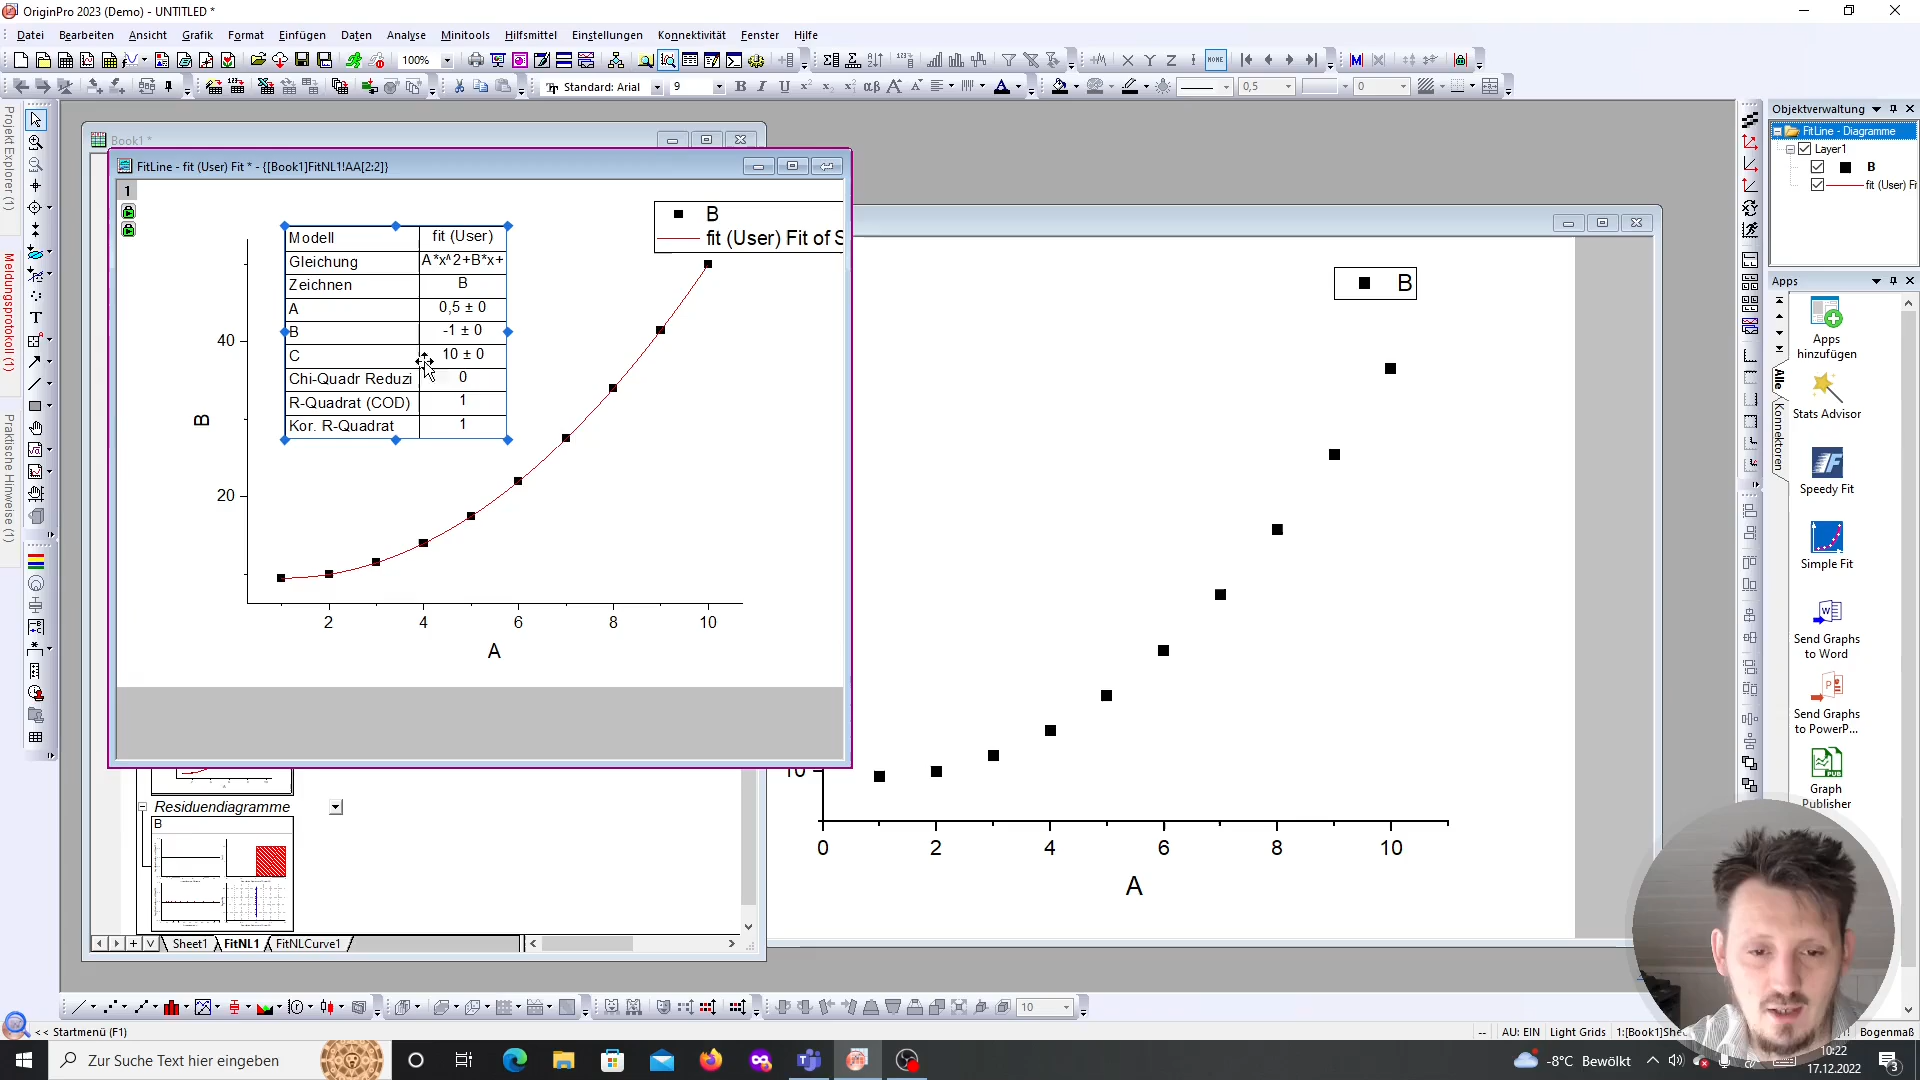 OriginPro 2023 (Demo) - UNTITLED *
Datei Bearbeiten Ansicht Grafik Format Einfügen Daten Analyse Minitools Hilfsmittel Einstellungen Konnektivität Fenster Hilfe
100%
HOME
Standard: Arial 9 B I U αβ A A A 0,5 0
Projekt Explorer (1)
Meldungsprotokoll (1)
Praktische Hinweise (1)
Book1 *
FitLine - fit (User) Fit * - {[Book1]FitNL1!AA[2:2]}
1
B
fit (User) Fit of S
Modell fit (User)
Gleichung A*x^2+B*x+
Zeichnen B
A 0,5 ± 0
B -1 ± 0
C 10 ± 0
Chi-Quadr Reduzi 0
R-Quadrat (COD) 1
Kor. R-Quadrat 1
40
20
B
2 4 6 8 10
A
B
10
0 2 4 6 8 10
A
Residuendiagramme
B
Sheet1 FitNL1 FitNLCurve1
Objektverwaltung
FitLine - Diagramme
Layer1
B
fit (User) Fi
Apps
Alle
Konnektoren
Apps
hinzufügen
Stats Advisor
Speedy Fit
Simple Fit
Send Graphs
to Word
Send Graphs
to PowerP...
Graph
Publisher
10
<< Startmenü (F1)
-- AU: EIN Light Grids 1:[Book1]She Bogenmaß
Zur Suche Text hier eingeben
-8°C Bewölkt
10:22
17.12.2022
3